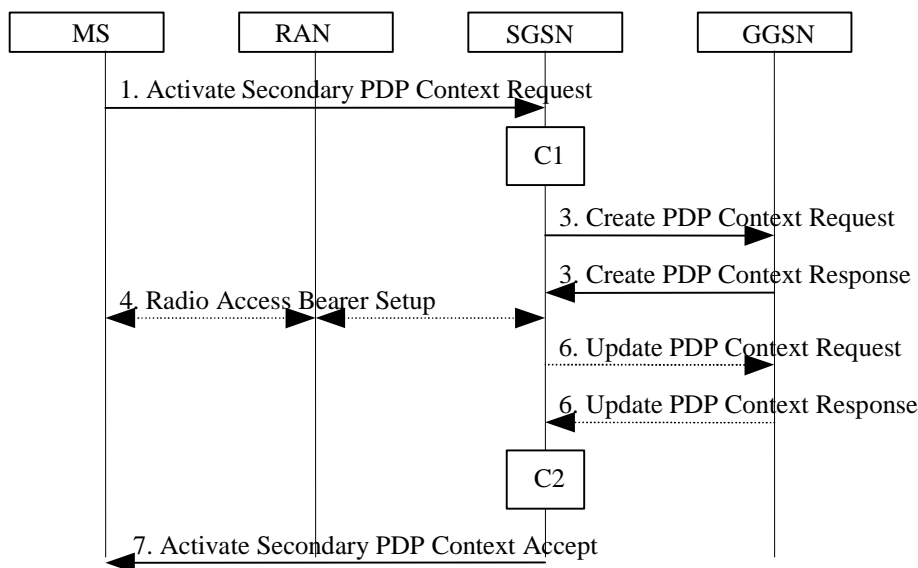 MS
RAN
SGSN
GGSN
1. Activate Secondary PDP Context Request
C1
3. Create PDP Context Request
3. Create PDP Context Response
4. Radio Access Bearer Setup
6. Update PDP Context Request
6. Update PDP Context Response
C2
7. Activate Secondary PDP Context Accept